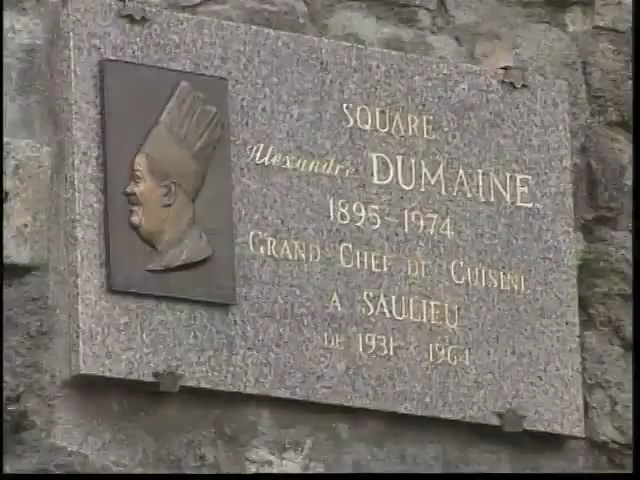 SQUARE
Alexandre DUMAINE
1895-1974
GRAND CHEF DE CUISINE
A SAULIEU
DE 1931 A 1964